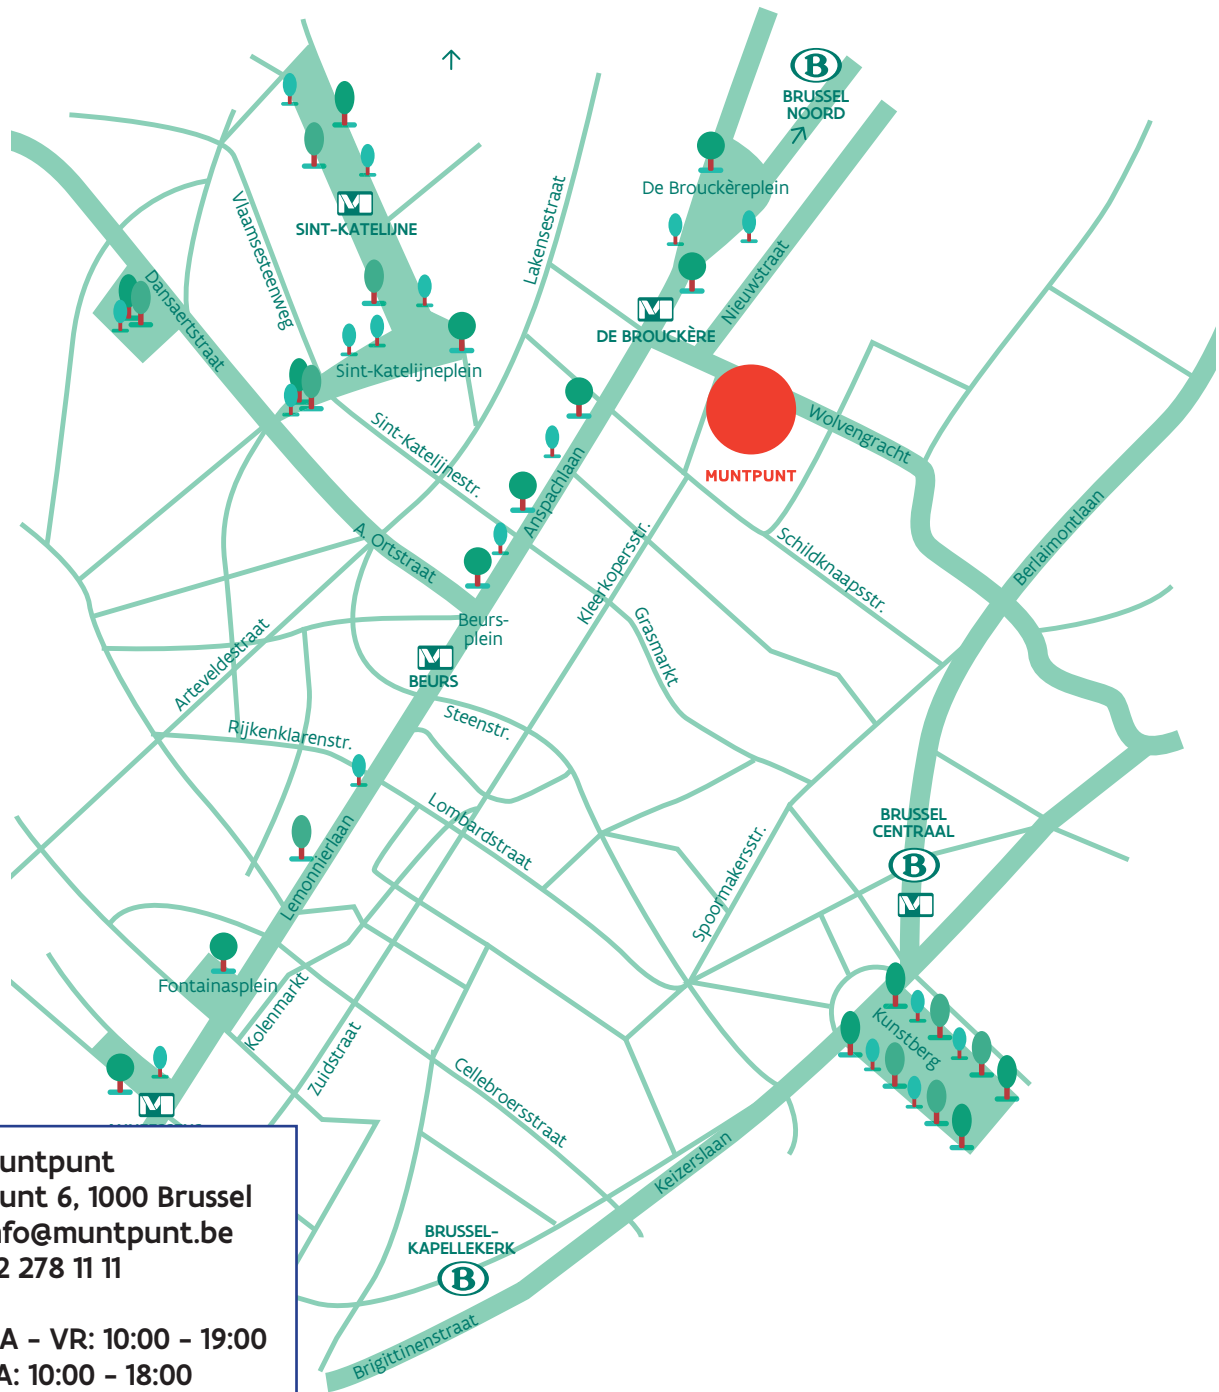 BRUSSEL
NOORD
De Brouckèreplein
SINT-KATELIJNE
Vlaamsesteenweg
Lakensestraat
Nieuwstraat
Dansaertstraat
DE BROUCKÈRE
Sint-Katelijneplein
Sint-Katelijnestr.
Wolvengracht
MUNTPUNT
Anspachlaan
A. Ortstraat
Kleerkopersstr.
Schildknaapsstr.
Berlaimontlaan
Beurs-
plein
Grasmarkt
BEURS
Arteveldestraat
Steenstr.
Rijkenklarenstr.
Lombardstraat
BRUSSEL
CENTRAAL
Lemonnierlaan
Spoormakersstr.
Fontainasplein
Kolenmarkt
Zuidstraat
Kunstberg
Cellebroersstraat
Keizerslaan
BRUSSEL-
KAPELLEKERK
Brigittinenstraat
untpunt
unt 6, 1000 Brussel
nfo@muntpunt.be
2 278 11 11
A - VR: 10:00 - 19:00
A: 10:00 - 18:00